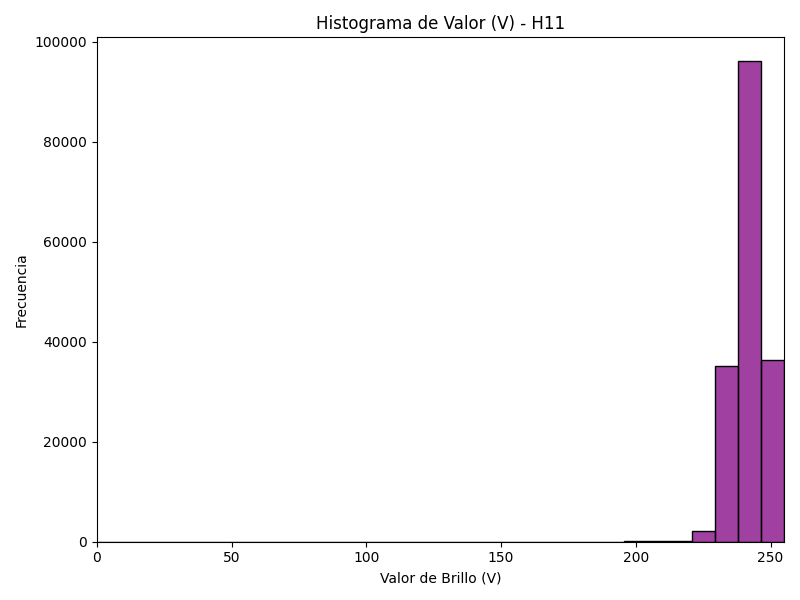 Histograma de Valor (V) - H11
100000
80000
60000
40000
20000
0
Frecuencia
0 50 100 150 200 250
Valor de Brillo (V)